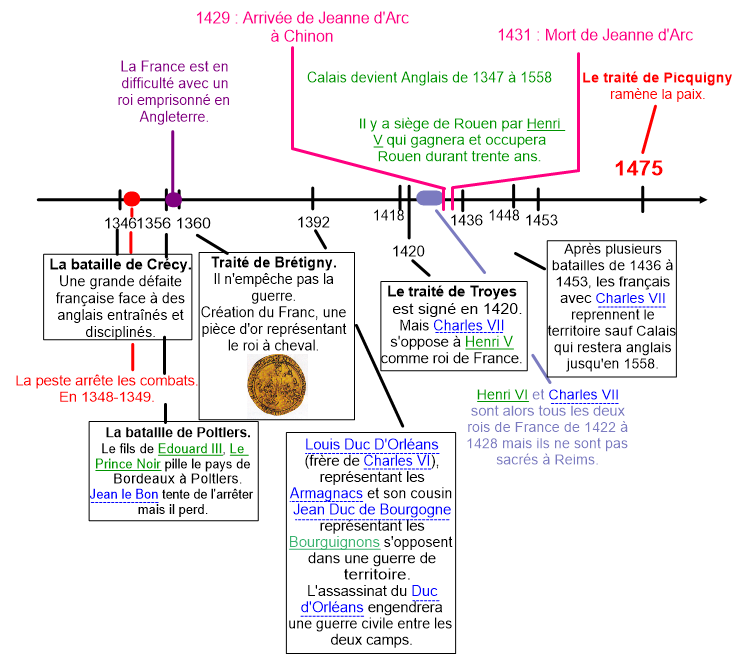 1429 : Arrivée de Jeanne d'Arc
à Chinon
1431 : Mort de Jeanne d'Arc
La France est en
difficulté avec un
roi emprisonné en
Angleterre.
Calais devient Anglais de 1347 à 1558
Le traité de Picquigny
ramène la paix.
Il y a siège de Rouen par Henri
V qui gagnera et occupera
Rouen durant trente ans.
1475
1346
1356
1360
1392
1418
1420
1436
1448
1453
La bataille de Crécy.
Une grande défaite
française face à des
anglais entraînés et
disciplinés.
La peste arrête les combats.
En 1348-1349.
La bataille de PoItIers.
Le fils de Edouard III, Le
Prince Noir pille le pays de
Bordeaux à PoItIers.
Jean le Bon tente de l'arrêter
mais il perd.
Traité de Brétigny.
Il n'empêche pas la
guerre.
Création du Franc, une
pièce d'or représentant
le roi à cheval.
Louis Duc D'Orléans
(frère de Charles VI),
représentant les
Armagnacs et son cousin
Jean Duc de Bourgogne
représentant les
Bourguignons s'opposent
dans une guerre de
territoire.
L'assassinat du Duc
d'Orléans engendrera
une guerre civile entre les
deux camps.
Le traité de Troyes
est signé en 1420.
Mais Charles VII
s'oppose à Henri V
comme roi de France.
Henri VI et Charles VII
sont alors tous les deux
rois de France de 1422 à
1428 mais ils ne sont pas
sacrés à Reims.
Après plusieurs
batailles de 1436 à
1453, les français
avec Charles VII
reprennent le
territoire sauf Calais
qui restera anglais
jusqu'en 1558.